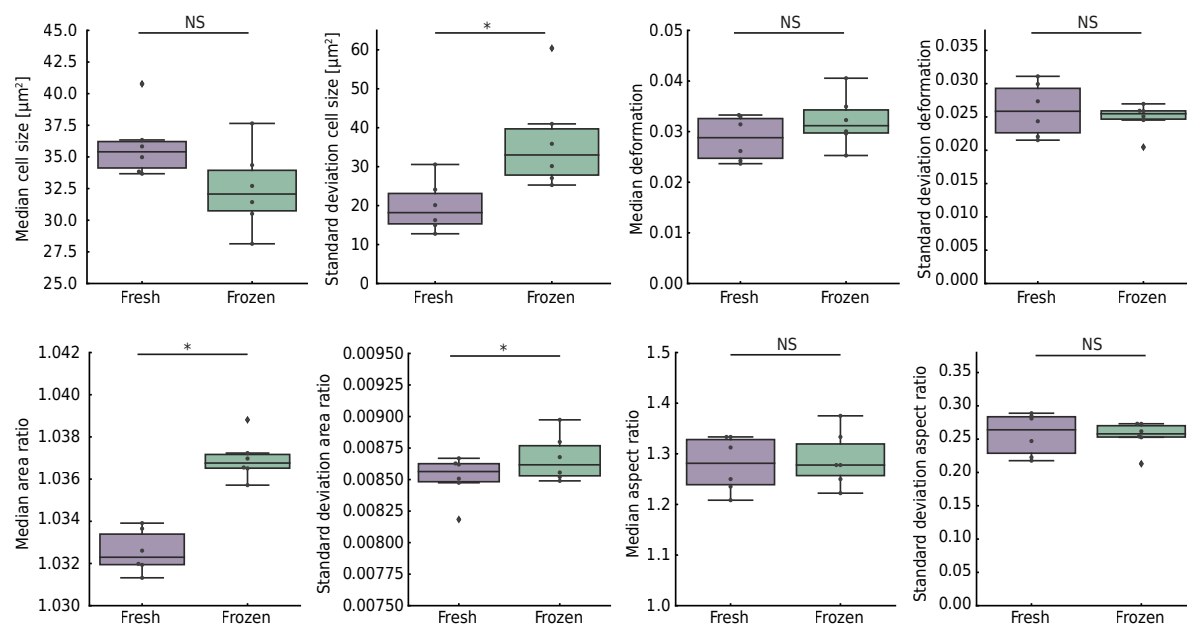 NS
45.0
42.5
40.0
37.5
35.0
32.5
30.0
27.5
25.0
Median cell size [µm²]
Fresh
Frozen
*
60
50
40
30
20
10
0
Standard deviation cell size [µm²]
Fresh
Frozen
NS
0.05
0.04
0.03
0.02
0.01
0.00
Median deformation
Fresh
Frozen
NS
0.035
0.030
0.025
0.020
0.015
0.010
0.005
0.000
Standard deviation deformation
Fresh
Frozen
*
1.042
1.040
1.037
1.036
1.034
1.032
1.030
Median area ratio
Fresh
Frozen
*
0.00950
0.00925
0.00900
0.00875
0.00850
0.00825
0.00800
0.00775
0.00750
Standard deviation area ratio
Fresh
Frozen
NS
1.5
1.4
1.3
1.2
1.1
1.0
Median aspect ratio
Fresh
Frozen
NS
0.35
0.30
0.25
0.20
0.15
0.10
0.05
0.00
Standard deviation aspect ratio
Fresh
Frozen